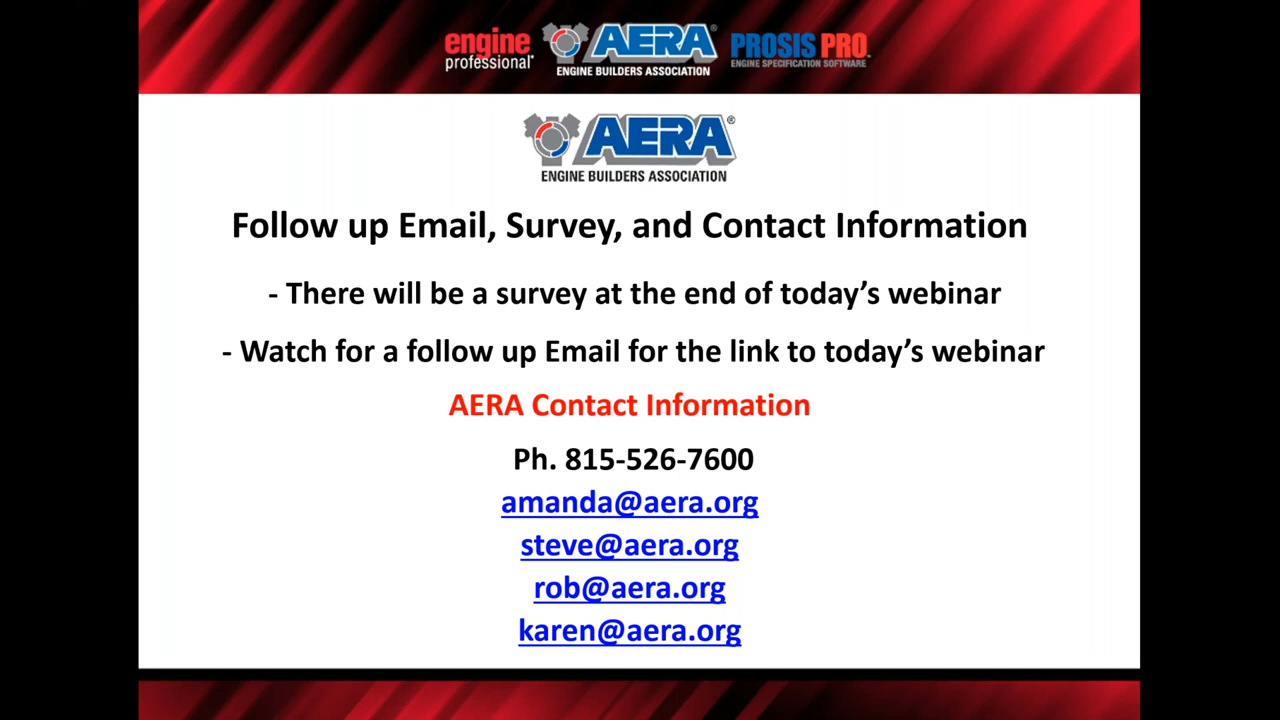 engine professional®
AERA®
ENGINE BUILDERS ASSOCIATION
PROSIS PRO™
ENGINE SPECIFICATION SOFTWARE
AERA®
ENGINE BUILDERS ASSOCIATION
Follow up Email, Survey, and Contact Information
- There will be a survey at the end of today’s webinar
- Watch for a follow up Email for the link to today’s webinar
AERA Contact Information
Ph. 815-526-7600
amanda@aera.org
steve@aera.org
rob@aera.org
karen@aera.org